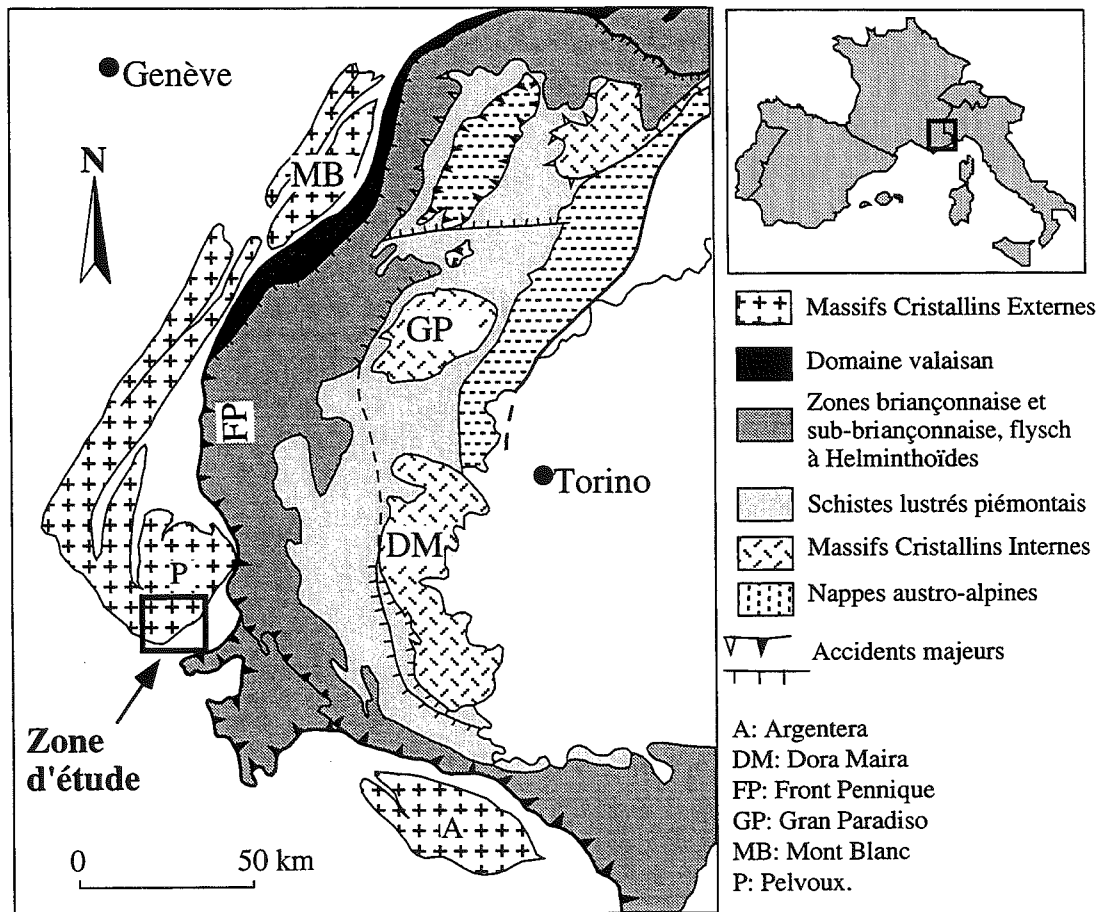 Genève
N
MB
GP
FP
Torino
DM
P
Zone
d'étude
A
0 50 km
Massifs Cristallins Externes
Domaine valaisan
Zones briançonnaise et
sub-briançonnaise, flysch
à Helminthoïdes
Schistes lustrés piémontais
Massifs Cristallins Internes
Nappes austro-alpines
Accidents majeurs
A: Argentera
DM: Dora Maira
FP: Front Pennique
GP: Gran Paradiso
MB: Mont Blanc
P: Pelvoux.